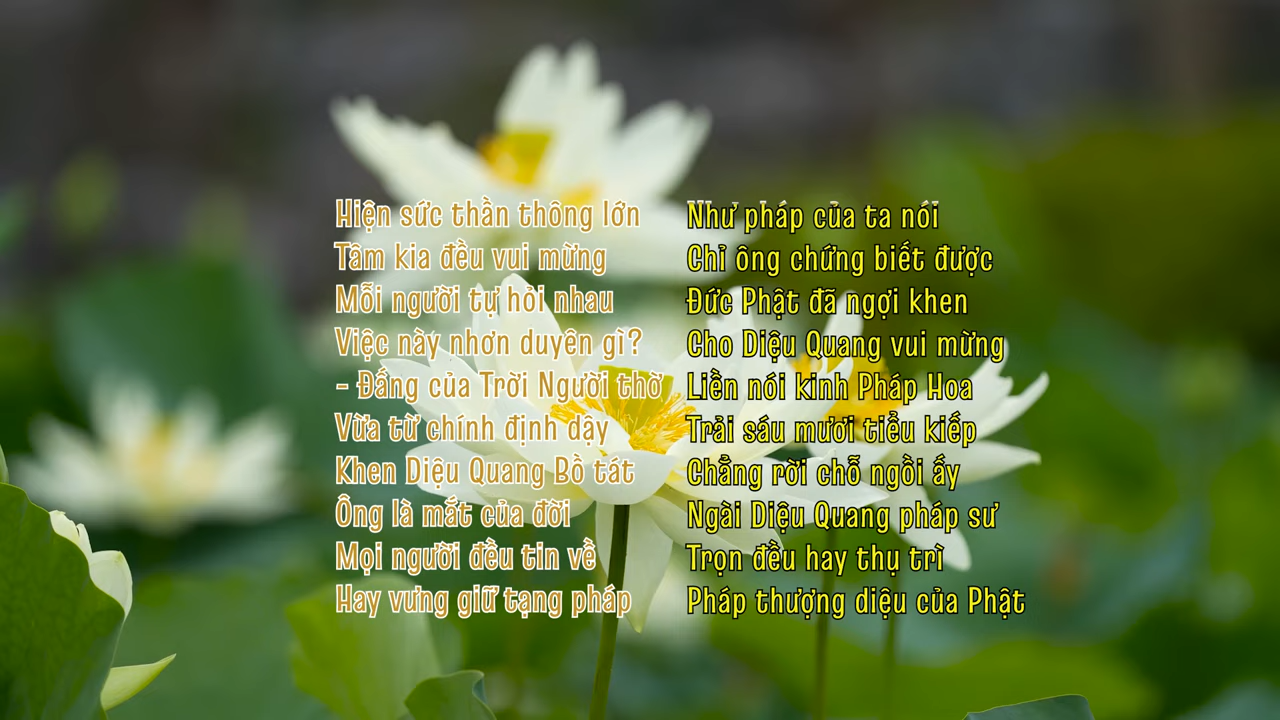 Hiện sức thần thông lớn
Tâm kia đều vui mừng
Mỗi người tự hỏi nhau
Việc này nhơn duyên gì?
- Đấng của Trời Người thờ
Vừa từ chính định dậy
Khen Diệu Quang Bồ tát
Ông là mắt của đời
Mọi người đều tin về
Hay vưng giữ tạng pháp
Như pháp của ta nói
Chỉ ông chứng biết được
Đức Phật đã ngợi khen
Cho Diệu Quang vui mừng
Liền nói kinh Pháp Hoa
Trải sáu mươi tiểu kiếp
Chẳng rời chỗ ngồi ấy
Ngài Diệu Quang pháp sư
Trọn đều hay thụ trì
Pháp thượng diệu của Phật